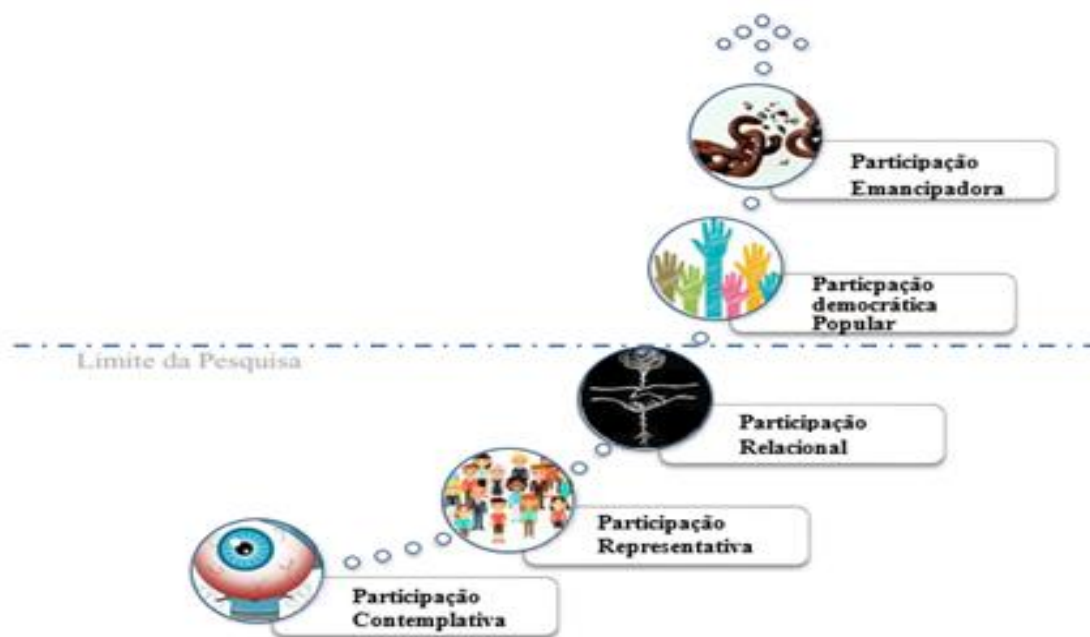 Participação
Emancipadora
Particpação
democrática
Popular
Limite da Pesquisa
Participação
Relacional
Participação
Representativa
Participação
Contemplativa